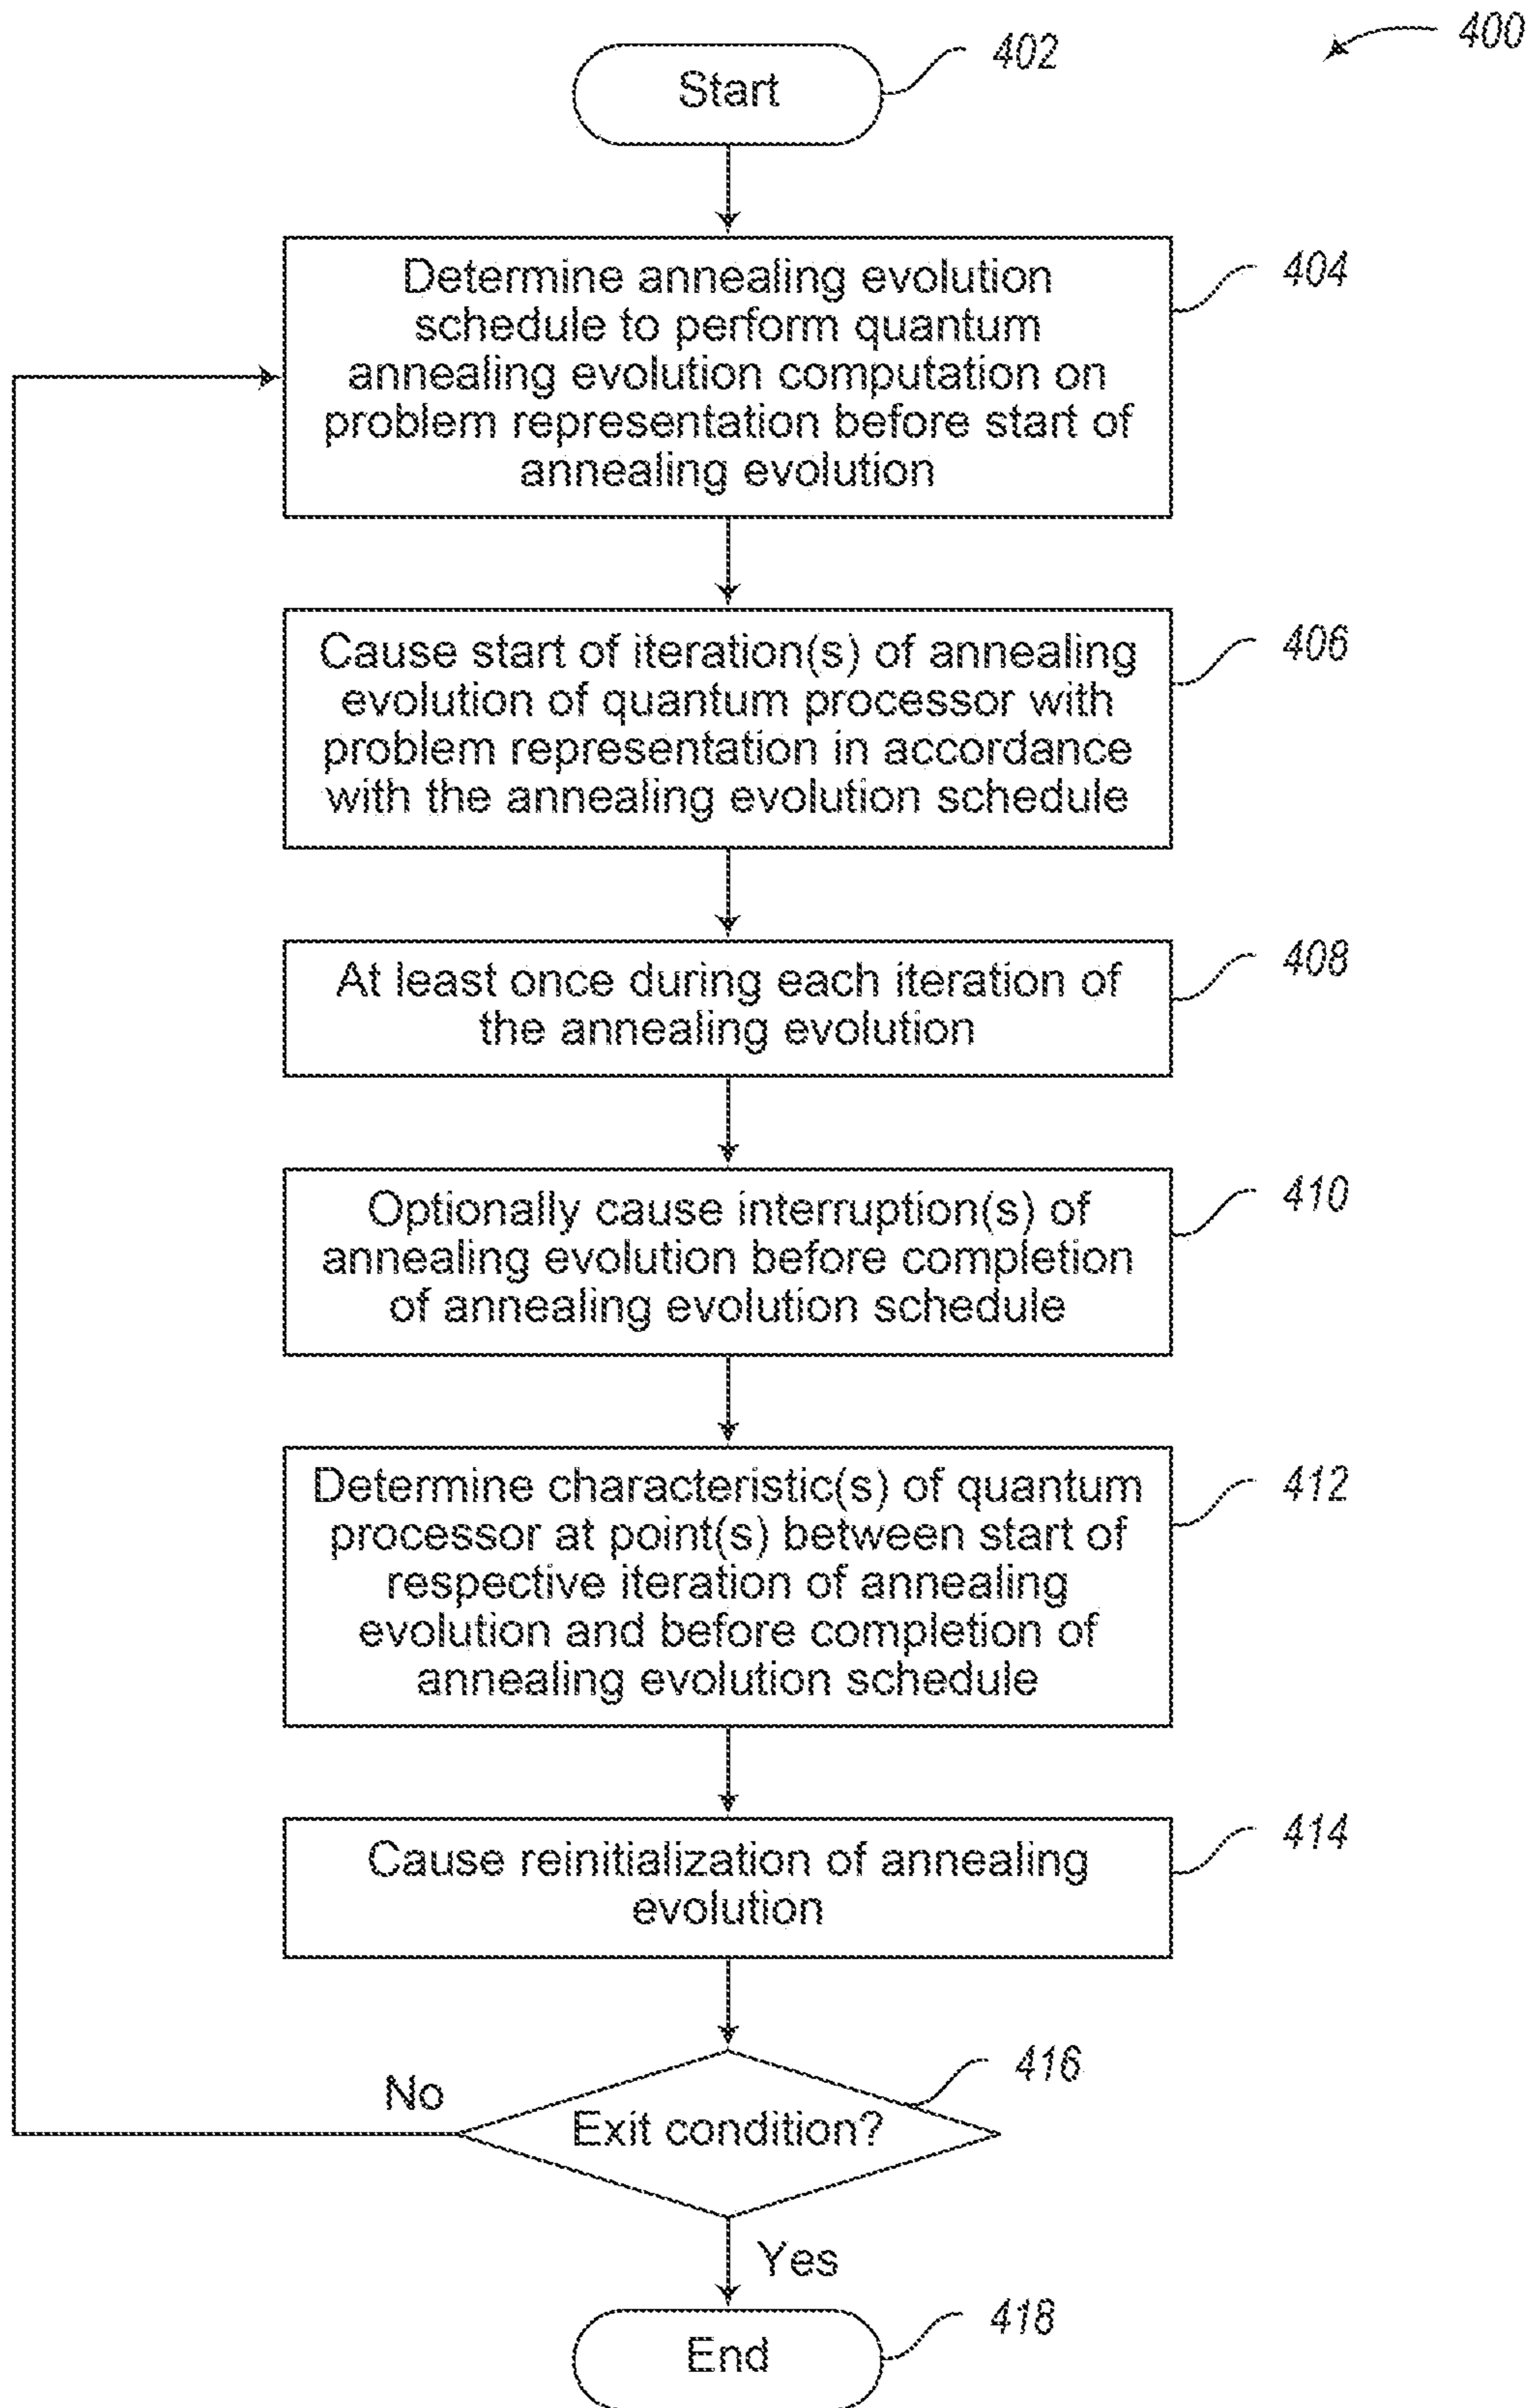 400
402
Start
404
Determine annealing evolution
schedule to perform quantum
annealing evolution computation on
problem representation before start of
annealing evolution
406
Cause start of iteration(s) of annealing
evolution of quantum processor with
problem representation in accordance
with the annealing evolution schedule
408
At least once during each iteration of
the annealing evolution
410
Optionally cause interruption(s) of
annealing evolution before completion
of annealing evolution schedule
412
Determine characteristic(s) of quantum
processor at point(s) between start of
respective iteration of annealing
evolution and before completion of
annealing evolution schedule
414
Cause reinitialization of annealing
evolution
416
No
Exit condition?
Yes
418
End